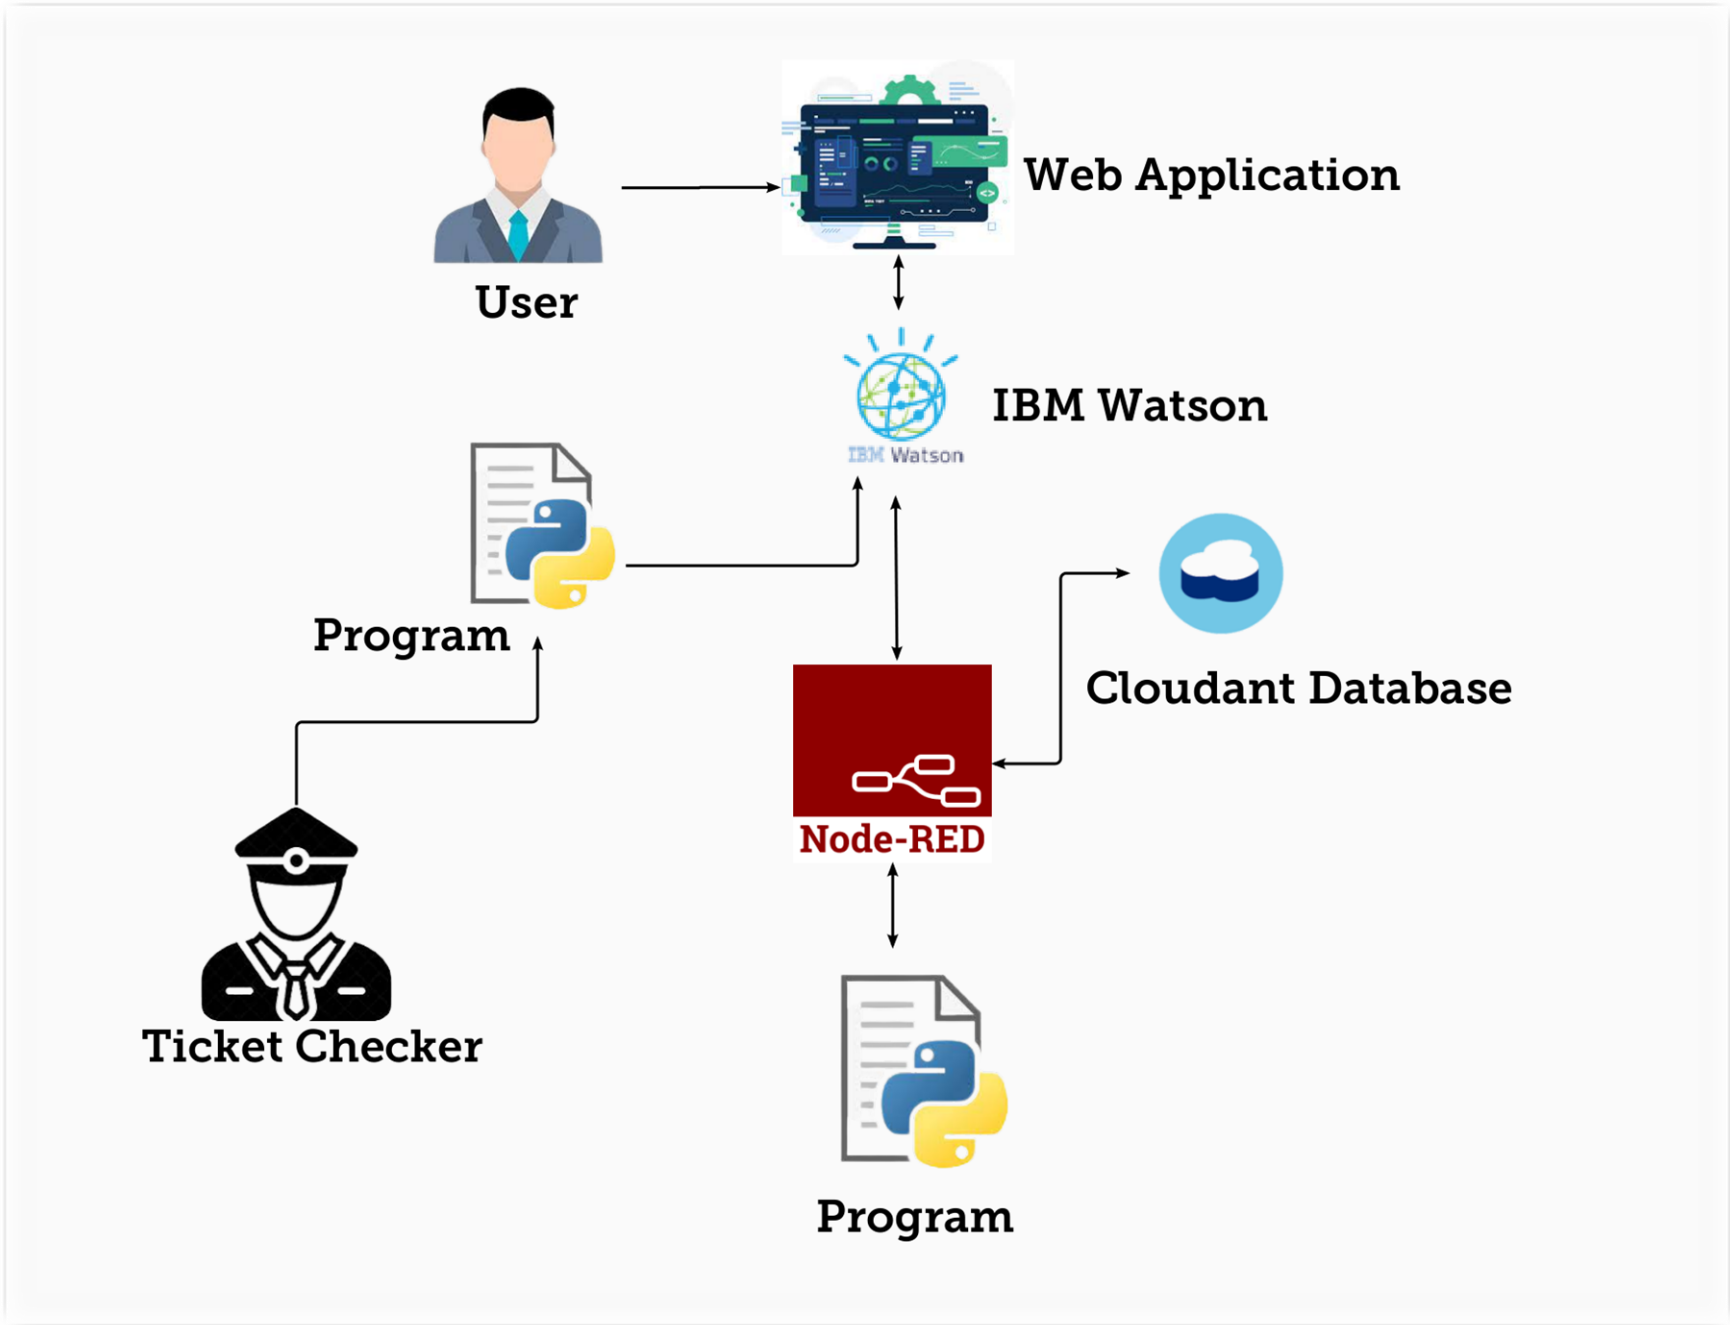 Web Application
User
IBM Watson
IBM Watson
Program
Cloudant Database
Node-RED
Ticket Checker
Program